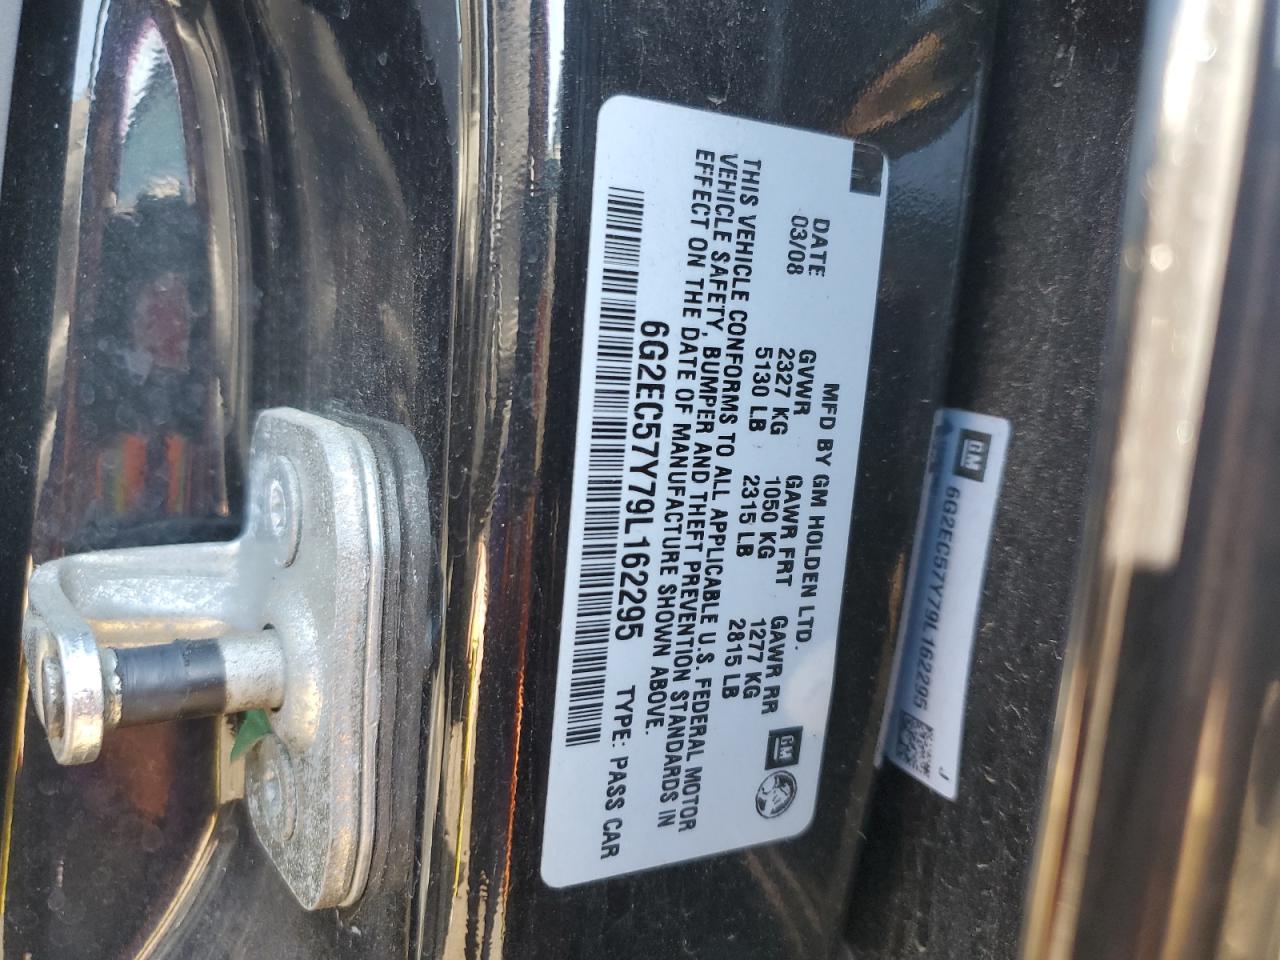 MFD BY GM HOLDEN LTD.
DATE GVWR GAWR FRT GAWR RR
03/08 2327 KG 1050 KG 1277 KG
5130 LB 2315 LB 2815 LB
GM
THIS VEHICLE CONFORMS TO ALL APPLICABLE U.S. FEDERAL MOTOR
VEHICLE SAFETY, BUMPER AND THEFT PREVENTION STANDARDS IN
EFFECT ON THE DATE OF MANUFACTURE SHOWN ABOVE.
6G2EC57Y79L162295 TYPE: PASS CAR
GM
6G2EC57Y79L162295
J